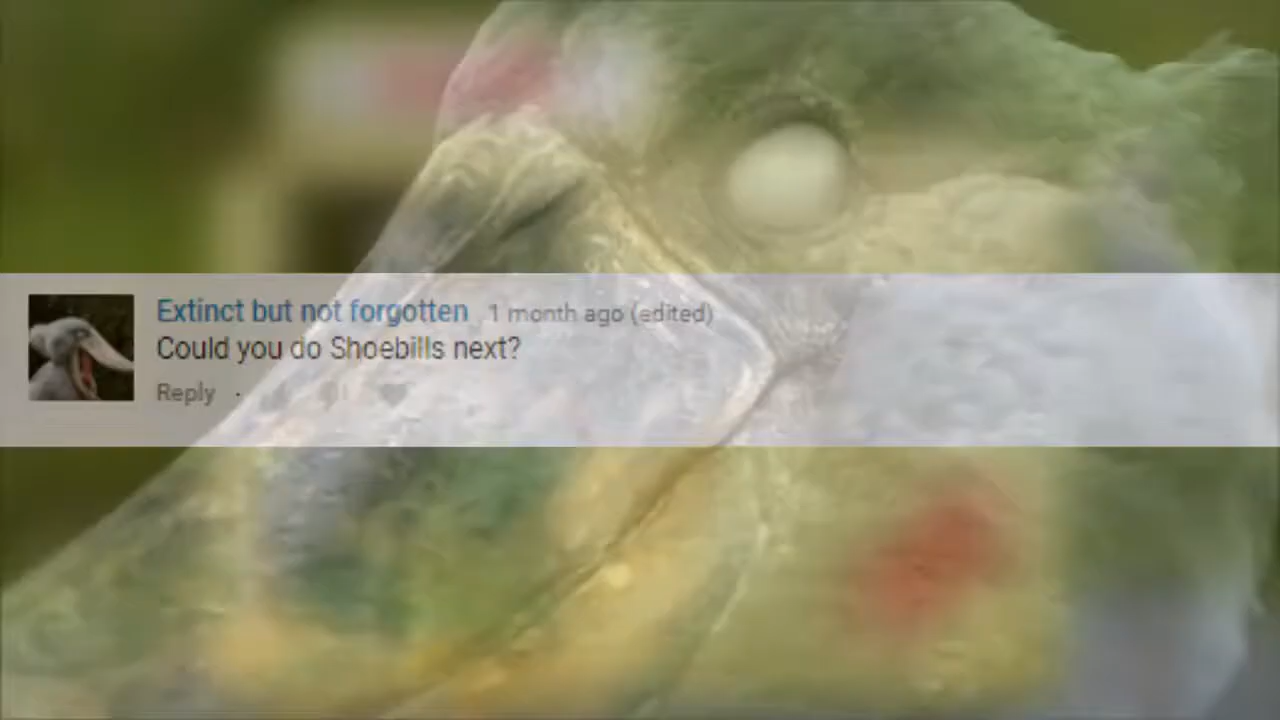 Extinct but not forgotten 1 month ago (edited)
Could you do Shoebills next?
Reply ·